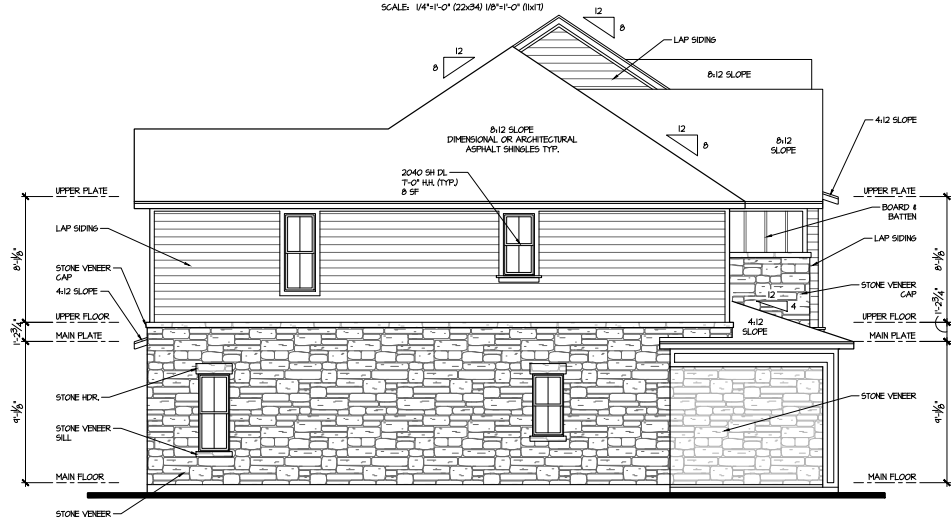 SCALE: 1/4"=1'-0" (22x34) 1/8"=1'-0" (11x17)
12
8
LAP SIDING
12
8
8:12 SLOPE
8:12 SLOPE
DIMENSIONAL OR ARCHITECTURAL
ASPHALT SHINGLES TYP.
12
8
8:12
SLOPE
4:12 SLOPE
2040 SH DL
7'-0" H.H. (TYP.)
8 SF
UPPER PLATE
UPPER PLATE
BOARD &
BATTEN
LAP SIDING
LAP SIDING
8'-1 1/8"
8'-1 1/8"
STONE VENEER
CAP
4:12 SLOPE
STONE VENEER
CAP
12
4
4:12
SLOPE
UPPER FLOOR
UPPER FLOOR
1'-2 3/4"
1'-2 3/4"
MAIN PLATE
MAIN PLATE
STONE HDR.
STONE VENEER
9'-1 1/8"
9'-1 1/8"
STONE VENEER
SILL
MAIN FLOOR
MAIN FLOOR
STONE VENEER